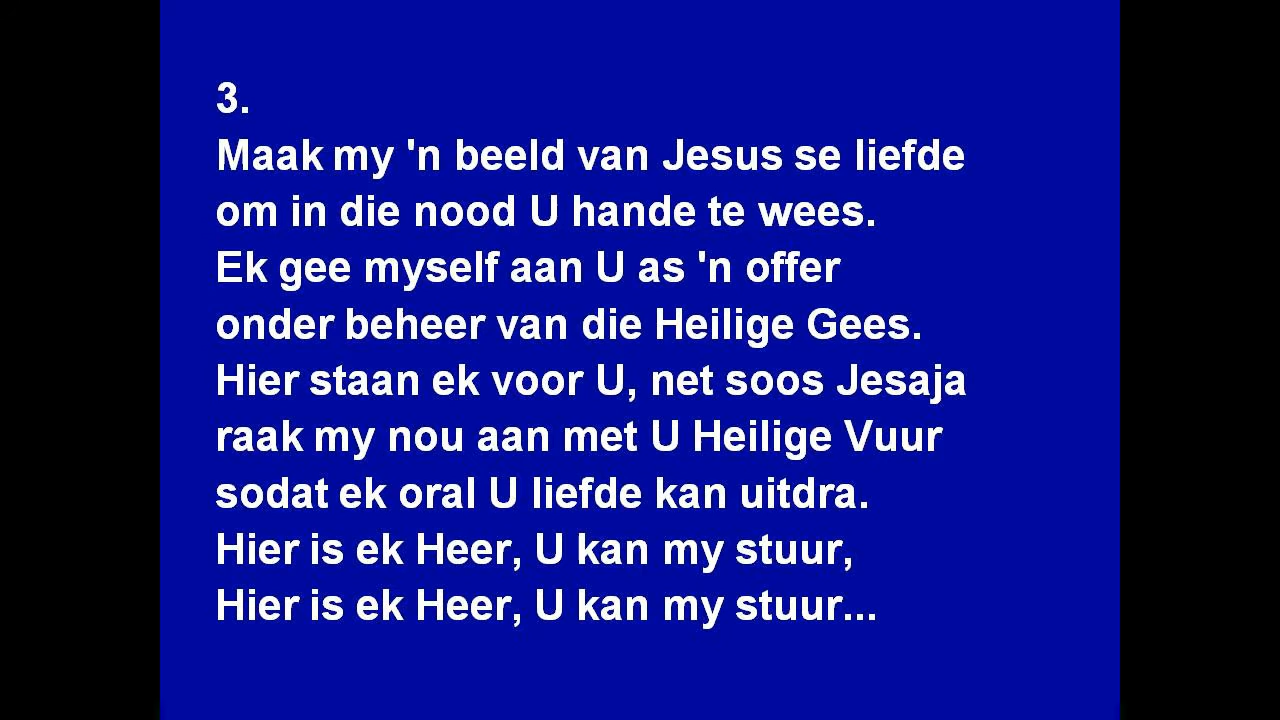 3.
Maak my 'n beeld van Jesus se liefde
om in die nood U hande te wees.
Ek gee myself aan U as 'n offer
onder beheer van die Heilige Gees.
Hier staan ek voor U, net soos Jesaja
raak my nou aan met U Heilige Vuur
sodat ek oral U liefde kan uitdra.
Hier is ek Heer, U kan my stuur,
Hier is ek Heer, U kan my stuur...